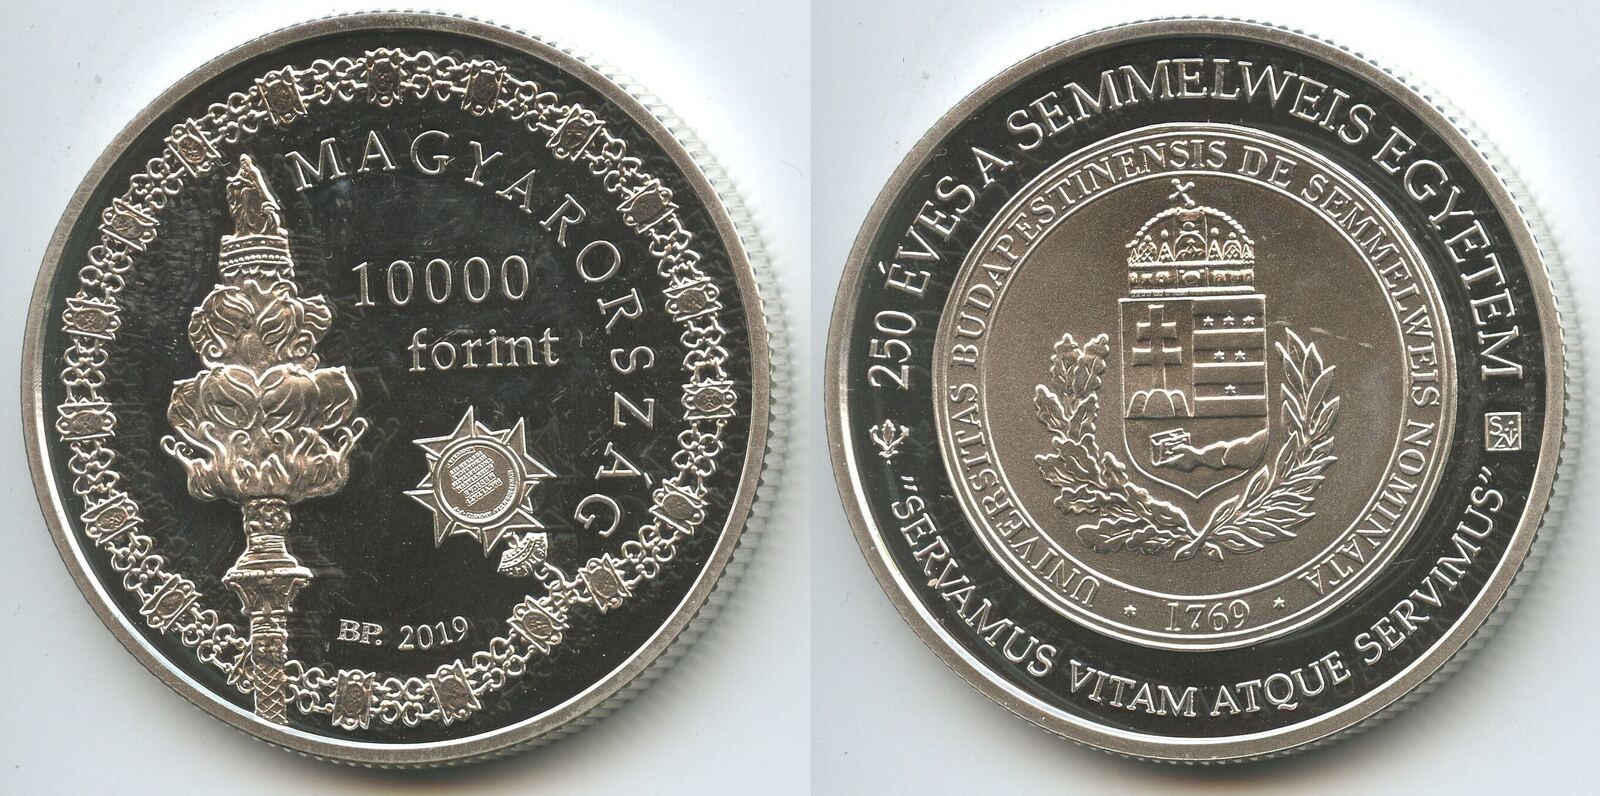 MAGYARORSZÁG
10000
forint
BP. 2019
250 ÉVES A SEMMELWEIS EGYETEM
UNIVERSITAS BUDAPESTINENSIS DE SEMMELWEIS NOMINATA
* 1769 *
"SERVAMUS VITAM ATQUE SERVIMUS"